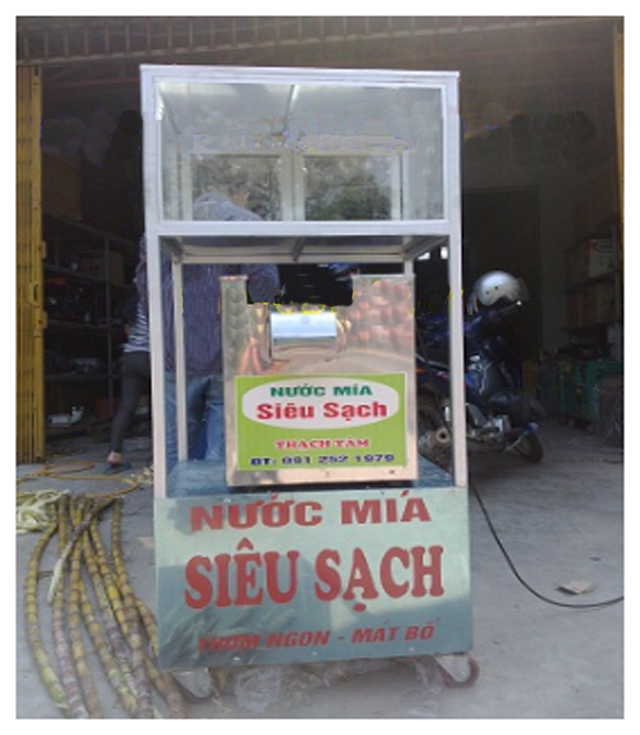 NƯỚC MÍA
Siêu Sạch
THẠCH TÂM
ĐT: 091 252 1979
NƯỚC MÍA
SIÊU SẠCH
THƠM NGON - MÁT BỔ